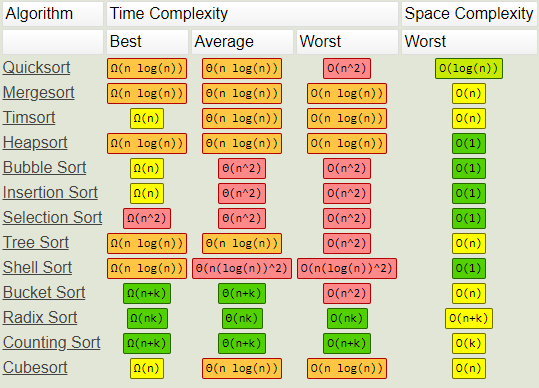 Algorithm Time Complexity Space Complexity
Best Average Worst Worst
Quicksort Ω(n log(n)) Θ(n log(n)) O(n^2) O(log(n))
Mergesort Ω(n log(n)) Θ(n log(n)) O(n log(n)) O(n)
Timsort Ω(n) Θ(n log(n)) O(n log(n)) O(n)
Heapsort Ω(n log(n)) Θ(n log(n)) O(n log(n)) O(1)
Bubble Sort Ω(n) Θ(n^2) O(n^2) O(1)
Insertion Sort Ω(n) Θ(n^2) O(n^2) O(1)
Selection Sort Ω(n^2) Θ(n^2) O(n^2) O(1)
Tree Sort Ω(n log(n)) Θ(n log(n)) O(n^2) O(n)
Shell Sort Ω(n log(n)) Θ(n(log(n))^2) O(n(log(n))^2) O(1)
Bucket Sort Ω(n+k) Θ(n+k) O(n^2) O(n)
Radix Sort Ω(nk) Θ(nk) O(nk) O(n+k)
Counting Sort Ω(n+k) Θ(n+k) O(n+k) O(k)
Cubesort Ω(n) Θ(n log(n)) O(n log(n)) O(n)